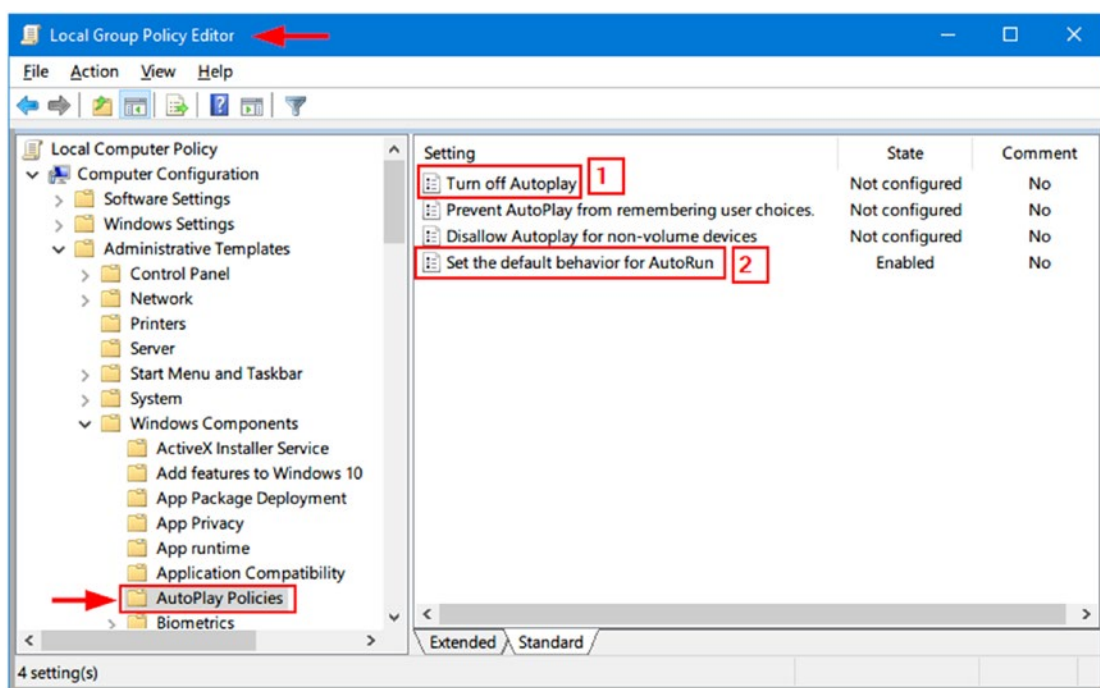 Local Group Policy Editor
File Action View Help
Local Computer Policy
Computer Configuration
Software Settings
Windows Settings
Administrative Templates
Control Panel
Network
Printers
Server
Start Menu and Taskbar
System
Windows Components
ActiveX Installer Service
Add features to Windows 10
App Package Deployment
App Privacy
App runtime
Application Compatibility
AutoPlay Policies
Biometrics
Setting State Comment
Turn off Autoplay 1 Not configured No
Prevent AutoPlay from remembering user choices. Not configured No
Disallow Autoplay for non-volume devices Not configured No
Set the default behavior for AutoRun 2 Enabled No
Extended Standard
4 setting(s)